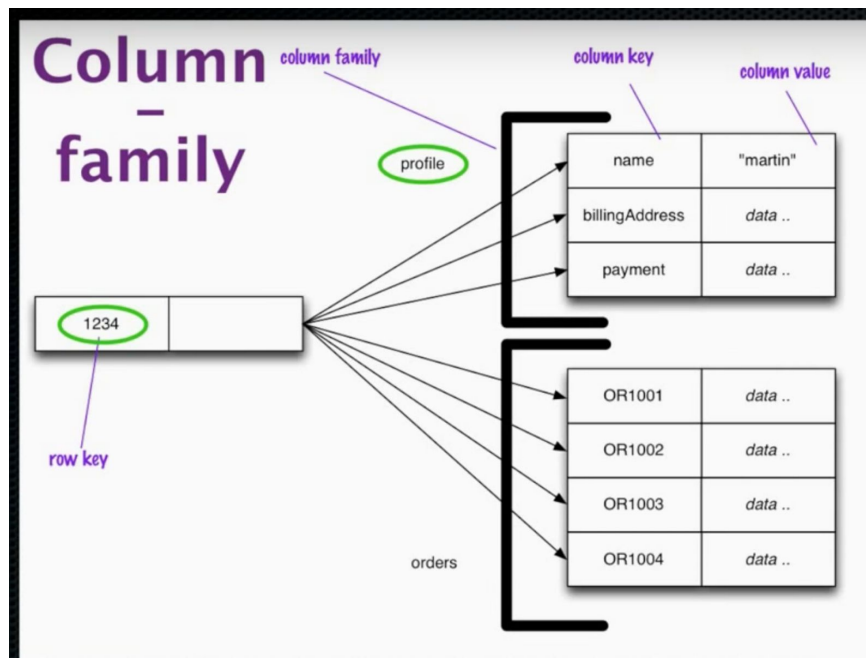 Column
–
family
column family
column key
column value
profile
name
"martin"
billingAddress
data ..
payment
data ..
1234
row key
orders
OR1001
data ..
OR1002
data ..
OR1003
data ..
OR1004
data ..